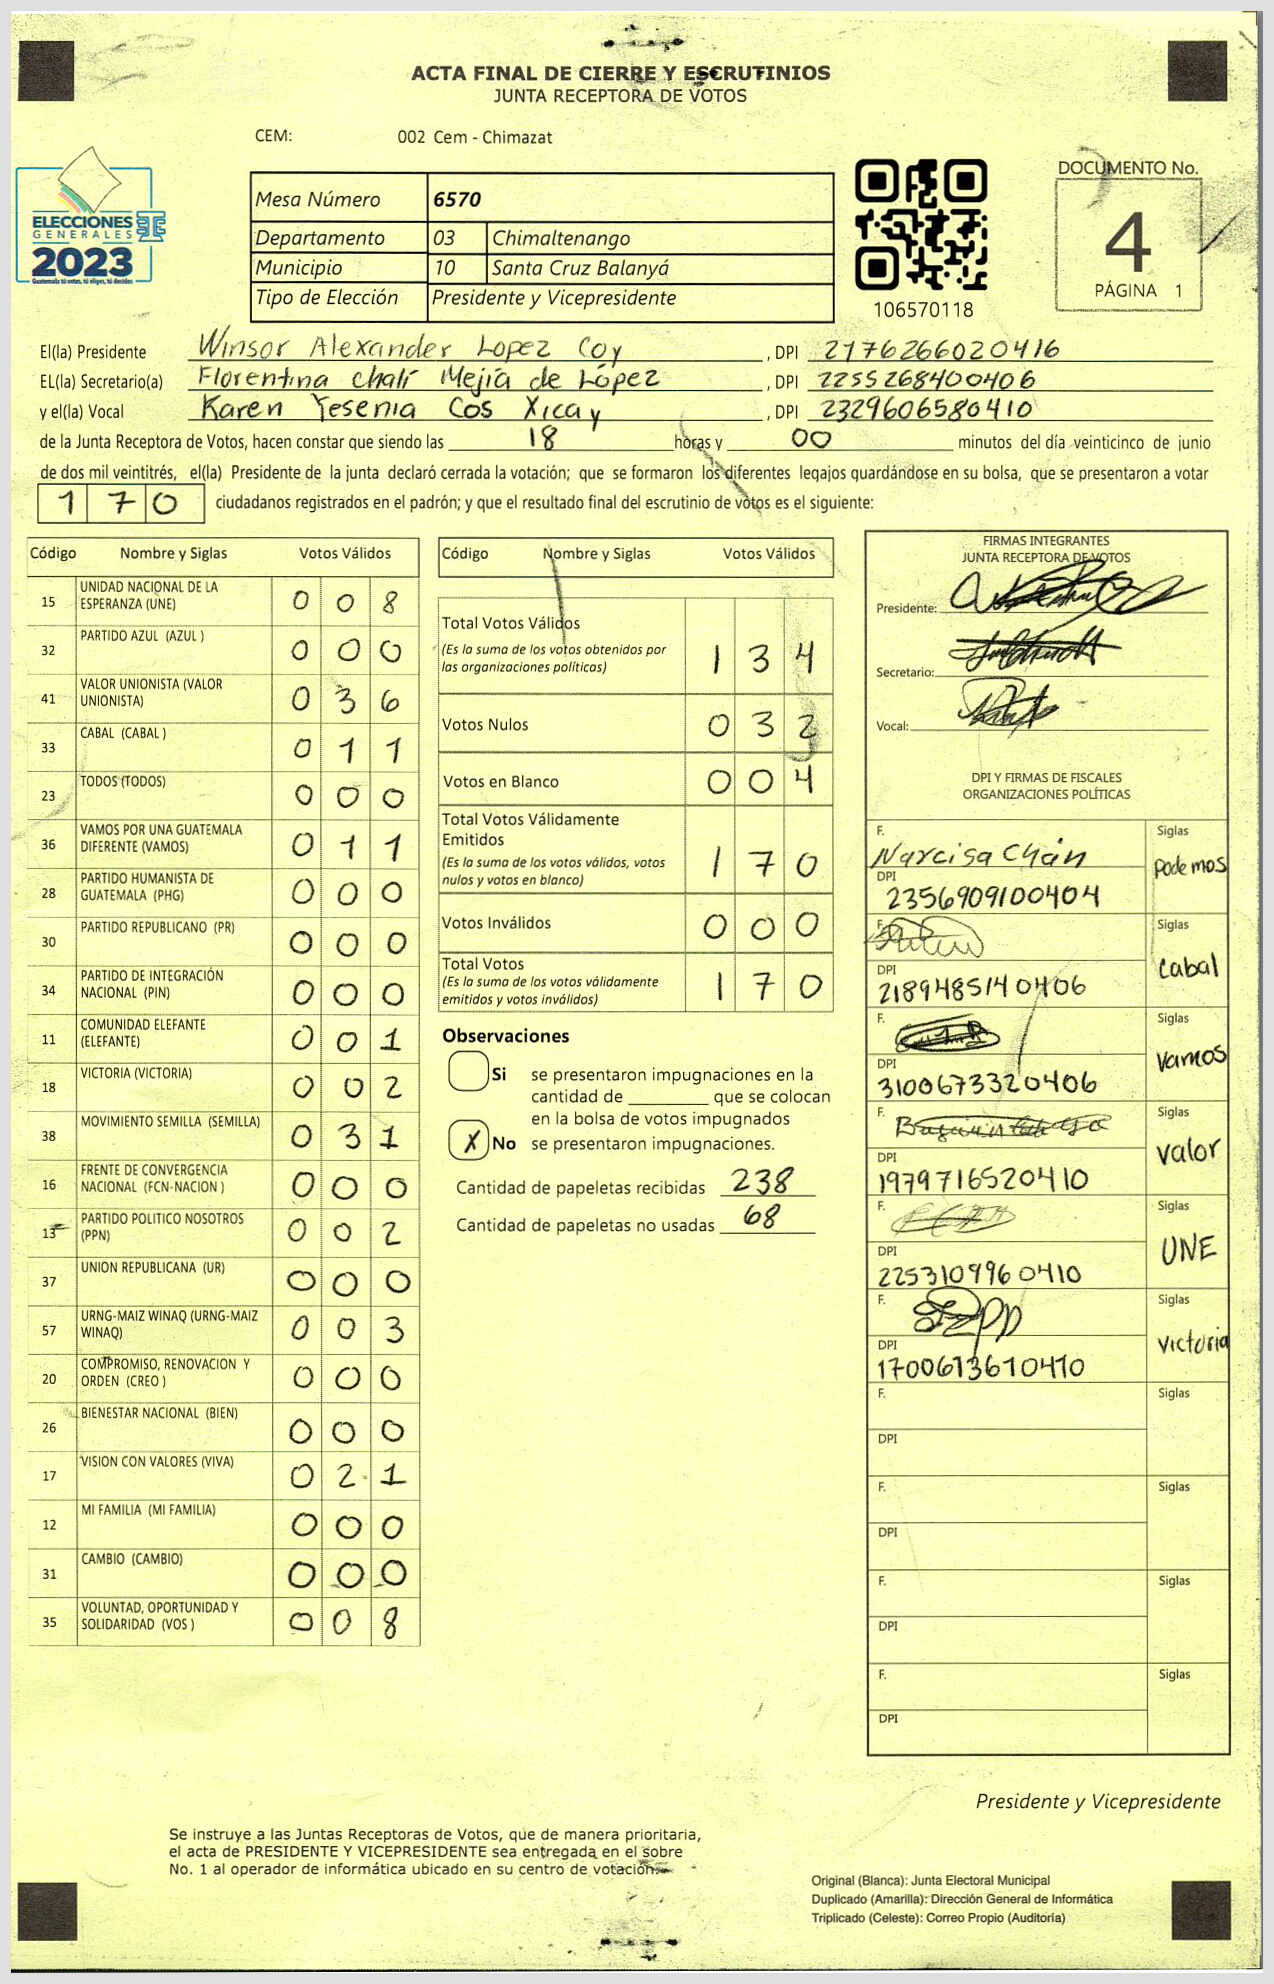 ACTA FINAL DE CIERRE Y ESCRUTINIOS
JUNTA RECEPTORA DE VOTOS
CEM: 002 Cem - Chimazat
ELECCIONES
GENERALES
2023
Guatemala tú votas, tú eliges, tú decides
Mesa Número 6570
Departamento 03 Chimaltenango
Municipio 10 Santa Cruz Balanyá
Tipo de Elección Presidente y Vicepresidente
106570118
DOCUMENTO No.
4
PÁGINA 1
El(la) Presidente Winsor Alexander Lopez Coy , DPI 2176266020416
EL(la) Secretario(a) Florentina Chalí Mejía de López , DPI 2255268400406
y el(la) Vocal Karen Yesenia Cos Xicay , DPI 2329606580410
de la Junta Receptora de Votos, hacen constar que siendo las 18 horas y 00 minutos del día veinticinco de junio
de dos mil veintitrés, el(la) Presidente de la junta declaró cerrada la votación; que se formaron los diferentes legajos quardándose en su bolsa, que se presentaron a votar
170 ciudadanos registrados en el padrón; y que el resultado final del escrutinio de votos es el siguiente:
Código Nombre y Siglas Votos Válidos
15 UNIDAD NACIONAL DE LA ESPERANZA (UNE) 0 0 8
32 PARTIDO AZUL (AZUL ) 0 0 0
41 VALOR UNIONISTA (VALOR UNIONISTA) 0 3 6
33 CABAL (CABAL ) 0 1 1
23 TODOS (TODOS) 0 0 0
36 VAMOS POR UNA GUATEMALA DIFERENTE (VAMOS) 0 1 1
28 PARTIDO HUMANISTA DE GUATEMALA (PHG) 0 0 0
30 PARTIDO REPUBLICANO (PR) 0 0 0
34 PARTIDO DE INTEGRACIÓN NACIONAL (PIN) 0 0 0
11 COMUNIDAD ELEFANTE (ELEFANTE) 0 0 1
18 VICTORIA (VICTORIA) 0 0 2
38 MOVIMIENTO SEMILLA (SEMILLA) 0 3 1
16 FRENTE DE CONVERGENCIA NACIONAL (FCN-NACION ) 0 0 0
13 PARTIDO POLITICO NOSOTROS (PPN) 0 0 2
37 UNION REPUBLICANA (UR) 0 0 0
57 URNG-MAIZ WINAQ (URNG-MAIZ WINAQ) 0 0 3
20 COMPROMISO, RENOVACION Y ORDEN (CREO ) 0 0 0
26 BIENESTAR NACIONAL (BIEN) 0 0 0
17 VISION CON VALORES (VIVA) 0 2 1
12 MI FAMILIA (MI FAMILIA) 0 0 0
31 CAMBIO (CAMBIO) 0 0 0
35 VOLUNTAD, OPORTUNIDAD Y SOLIDARIDAD (VOS ) 0 0 8
Código Nombre y Siglas Votos Válidos
Total Votos Válidos
(Es la suma de los votos obtenidos por las organizaciones políticas) 1 3 4
Votos Nulos 0 3 2
Votos en Blanco 0 0 4
Total Votos Válidamente Emitidos
(Es la suma de los votos válidos, votos nulos y votos en blanco) 1 7 0
Votos Inválidos 0 0 0
Total Votos
(Es la suma de los votos válidamente emitidos y votos inválidos) 1 7 0
Observaciones
Si se presentaron impugnaciones en la
cantidad de ________ que se colocan
en la bolsa de votos impugnados
X No se presentaron impugnaciones.
Cantidad de papeletas recibidas 238
Cantidad de papeletas no usadas 68
FIRMAS INTEGRANTES
JUNTA RECEPTORA DE VOTOS
Presidente:
Secretario:
Vocal:
DPI Y FIRMAS DE FISCALES
ORGANIZACIONES POLÍTICAS
F. Narcisa Chán Siglas podemos
DPI 2356909100404
F. Siglas cabal
DPI 2189485140406
F. Siglas vamos
DPI 3100673320406
F. Siglas valor
DPI 1979716520410
F. Siglas UNE
DPI 2253109960410
F. Siglas victoria
DPI 1700613610410
F. Siglas
DPI
F. Siglas
DPI
F. Siglas
DPI
F. Siglas
DPI
Presidente y Vicepresidente
Se instruye a las Juntas Receptoras de Votos, que de manera prioritaria,
el acta de PRESIDENTE Y VICEPRESIDENTE sea entregada en el sobre
No. 1 al operador de informática ubicado en su centro de votación.
Original (Blanca): Junta Electoral Municipal
Duplicado (Amarilla): Dirección General de Informática
Triplicado (Celeste): Correo Propio (Auditoría)